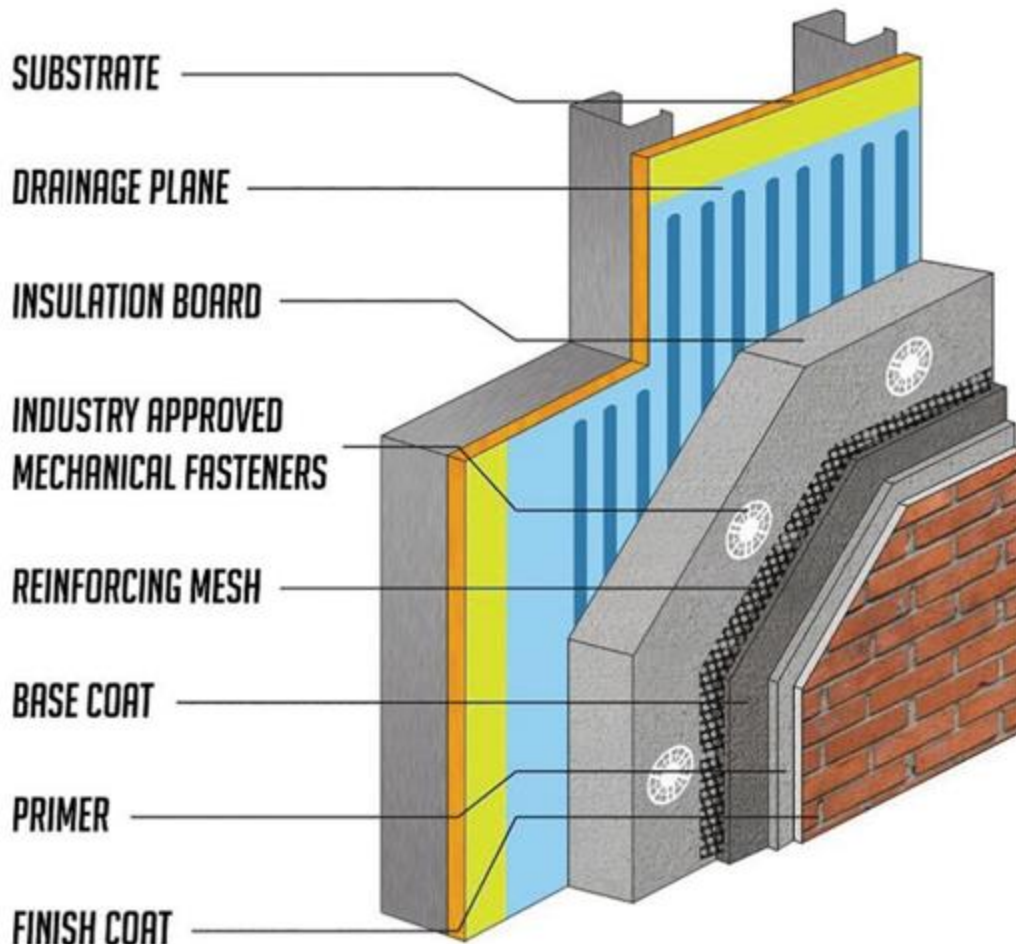 SUBSTRATE
DRAINAGE PLANE
INSULATION BOARD
INDUSTRY APPROVED
MECHANICAL FASTENERS
REINFORCING MESH
BASE COAT
PRIMER
FINISH COAT